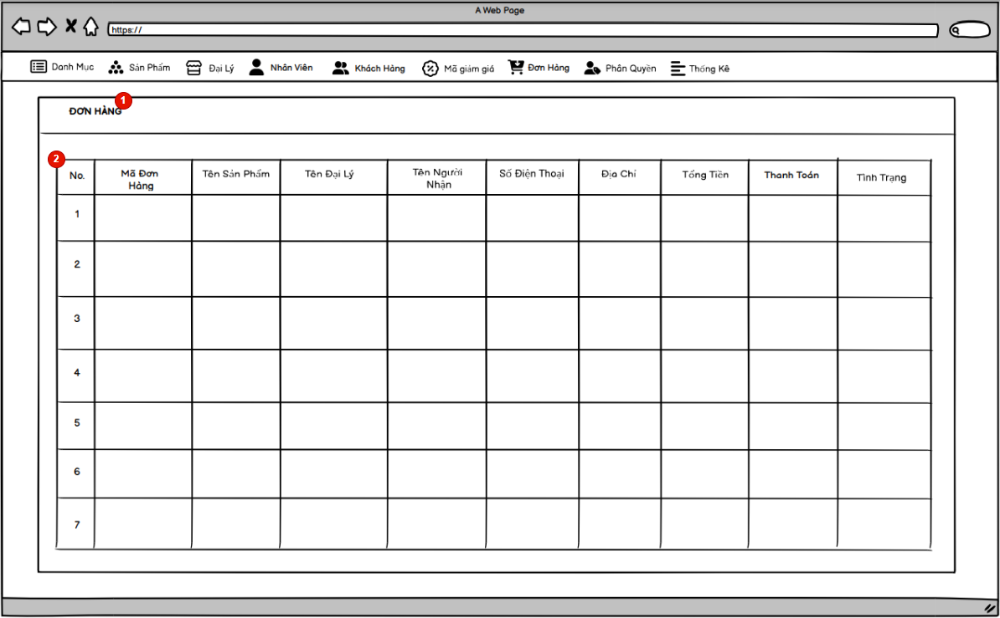 A Web Page
https://
Danh Mục Sản Phẩm Đại Lý Nhân Viên Khách Hàng Mã giảm giá Đơn Hàng Phân Quyền Thống Kê
1
ĐƠN HÀNG
2
No. Mã Đơn Hàng Tên Sản Phẩm Tên Đại Lý Tên Người Nhận Số Điện Thoại Địa Chỉ Tổng Tiền Thanh Toán Tình Trạng
1
2
3
4
5
6
7